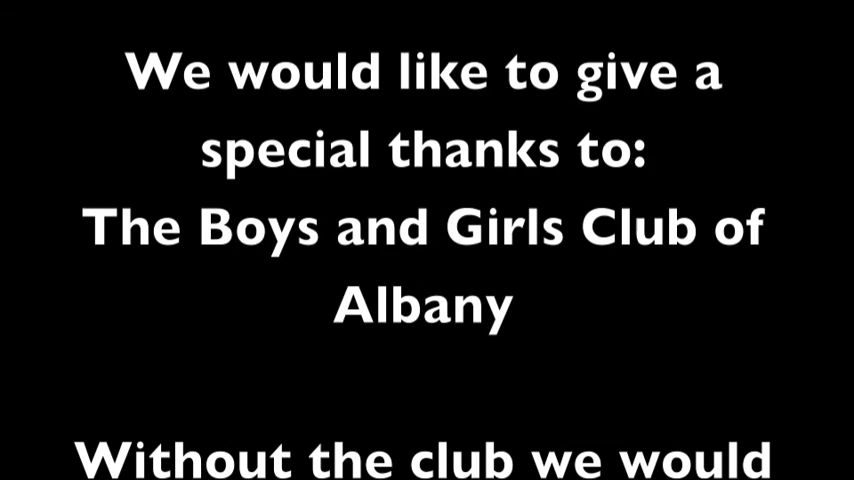 We would like to give a
special thanks to:
The Boys and Girls Club of
Albany
Without the club we would